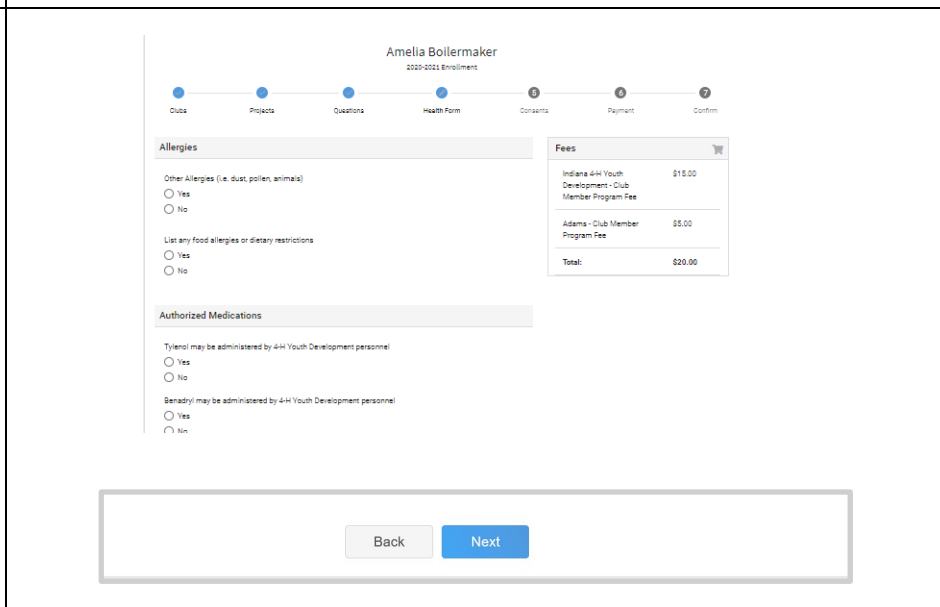 Amelia Boilermaker
2020-2021 Enrollment
5 6 7
Clubs Projects Questions Health Form Consents Payment Confirm
Allergies
Other Allergies (i.e. dust, pollen, animals)
Yes
No
List any food allergies or dietary restrictions
Yes
No
Authorized Medications
Tylenol may be administered by 4-H Youth Development personnel
Yes
No
Benadryl may be administered by 4-H Youth Development personnel
Yes
No
Fees
Indiana 4-H Youth $15.00
Development - Club
Member Program Fee
Adams - Club Member $5.00
Program Fee
Total: $20.00
Back Next